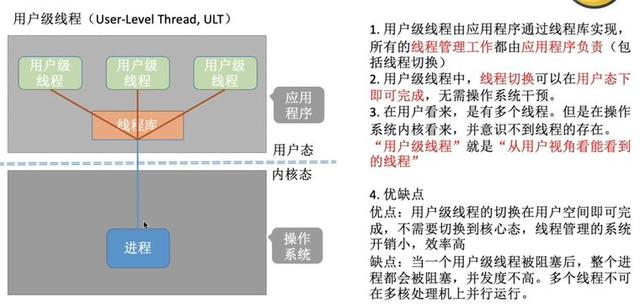 用户级线程（User-Level Thread, ULT）
用户级
线程
用户级
线程
用户级
线程
线程库
应用
程序
用户态
内核态
进程
操作
系统
1. 用户级线程由应用程序通过线程库实现，
所有的线程管理工作都由应用程序负责（包
括线程切换）
2. 用户级线程中，线程切换可以在用户态下
即可完成，无需操作系统干预。
3. 在用户看来，是有多个线程。但是在操作
系统内核看来，并意识不到线程的存在。
“用户级线程”就是“从用户视角看能看到
的线程”
4. 优缺点
优点：用户级线程的切换在用户空间即可完
成，不需要切换到核心态，线程管理的系统
开销小，效率高
缺点：当一个用户级线程被阻塞后，整个进
程都会被阻塞，并发度不高。多个线程不可
在多核处理机上并行运行。